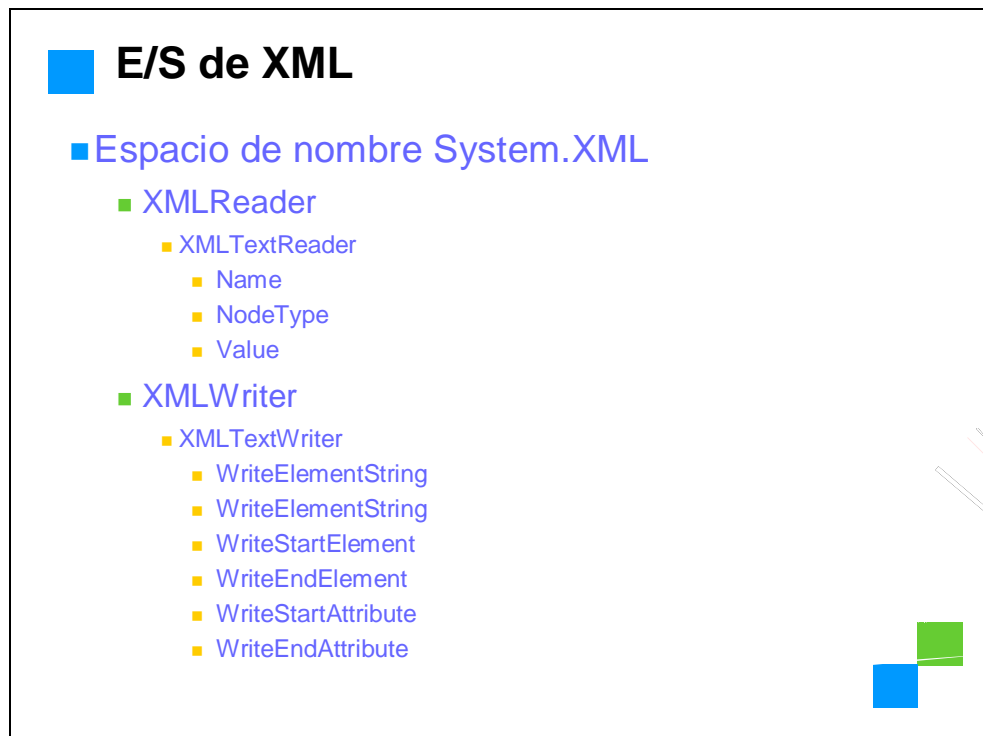 E/S de XML
Espacio de nombre System.XML
XMLReader
XMLTextReader
Name
NodeType
Value
XMLWriter
XMLTextWriter
WriteElementString
WriteElementString
WriteStartElement
WriteEndElement
WriteStartAttribute
WriteEndAttribute